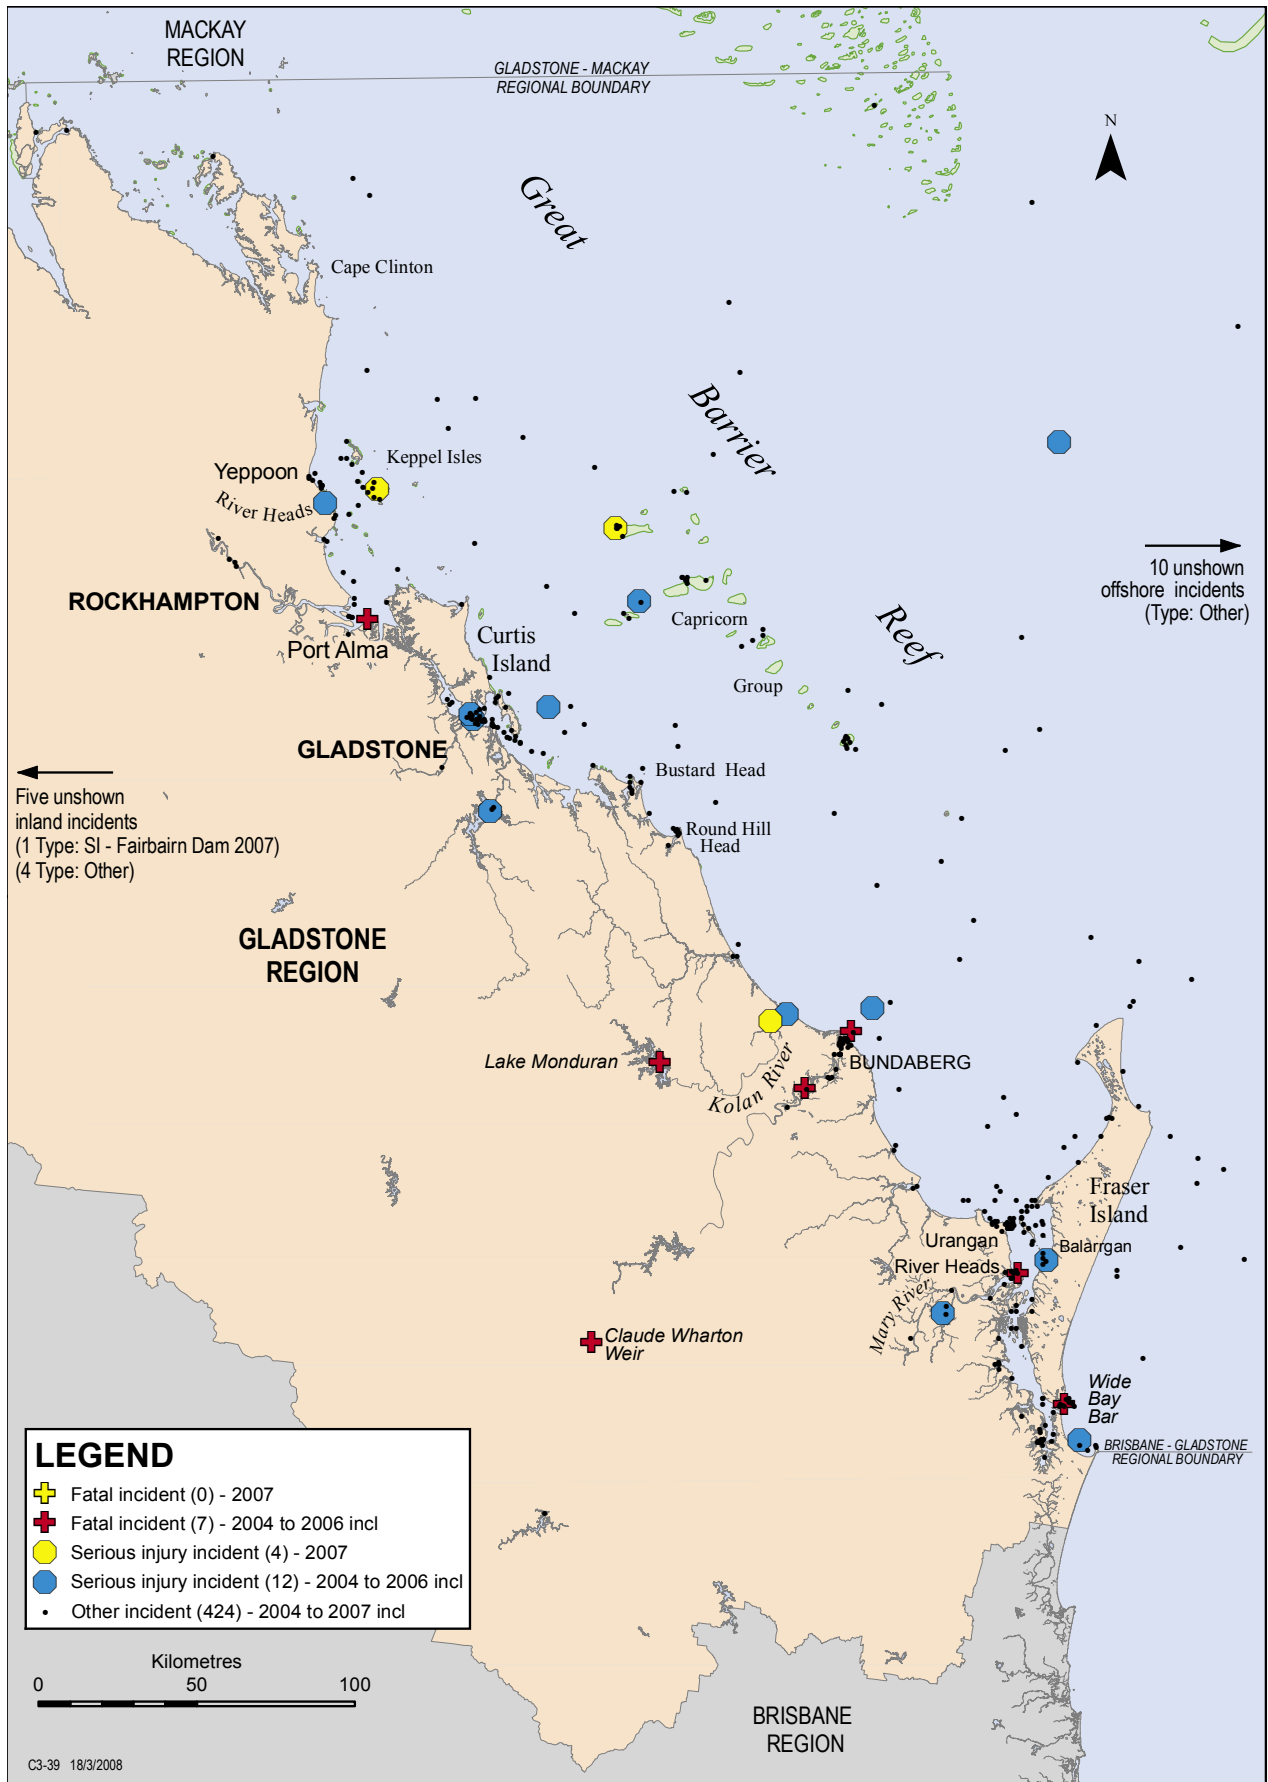 MACKAY
REGION
GLADSTONE - MACKAY
REGIONAL BOUNDARY
N
Great
Cape Clinton
Barrier
Keppel Isles
Yeppoon
River Heads
10 unshown
offshore incidents
(Type: Other)
ROCKHAMPTON
Capricorn
Reef
Curtis
Island
Port Alma
Group
GLADSTONE
Bustard Head
Five unshown
inland incidents
(1 Type: SI - Fairbairn Dam 2007)
(4 Type: Other)
Round Hill
Head
GLADSTONE
REGION
Lake Monduran
BUNDABERG
Kolan River
Fraser
Island
Urangan
Balarrgan
River Heads
Mary River
Claude Wharton
Weir
Wide
Bay
Bar
BRISBANE - GLADSTONE
REGIONAL BOUNDARY
LEGEND
Fatal incident (0) - 2007
Fatal incident (7) - 2004 to 2006 incl
Serious injury incident (4) - 2007
Serious injury incident (12) - 2004 to 2006 incl
Other incident (424) - 2004 to 2007 incl
Kilometres
0 50 100
BRISBANE
REGION
C3-39 18/3/2008